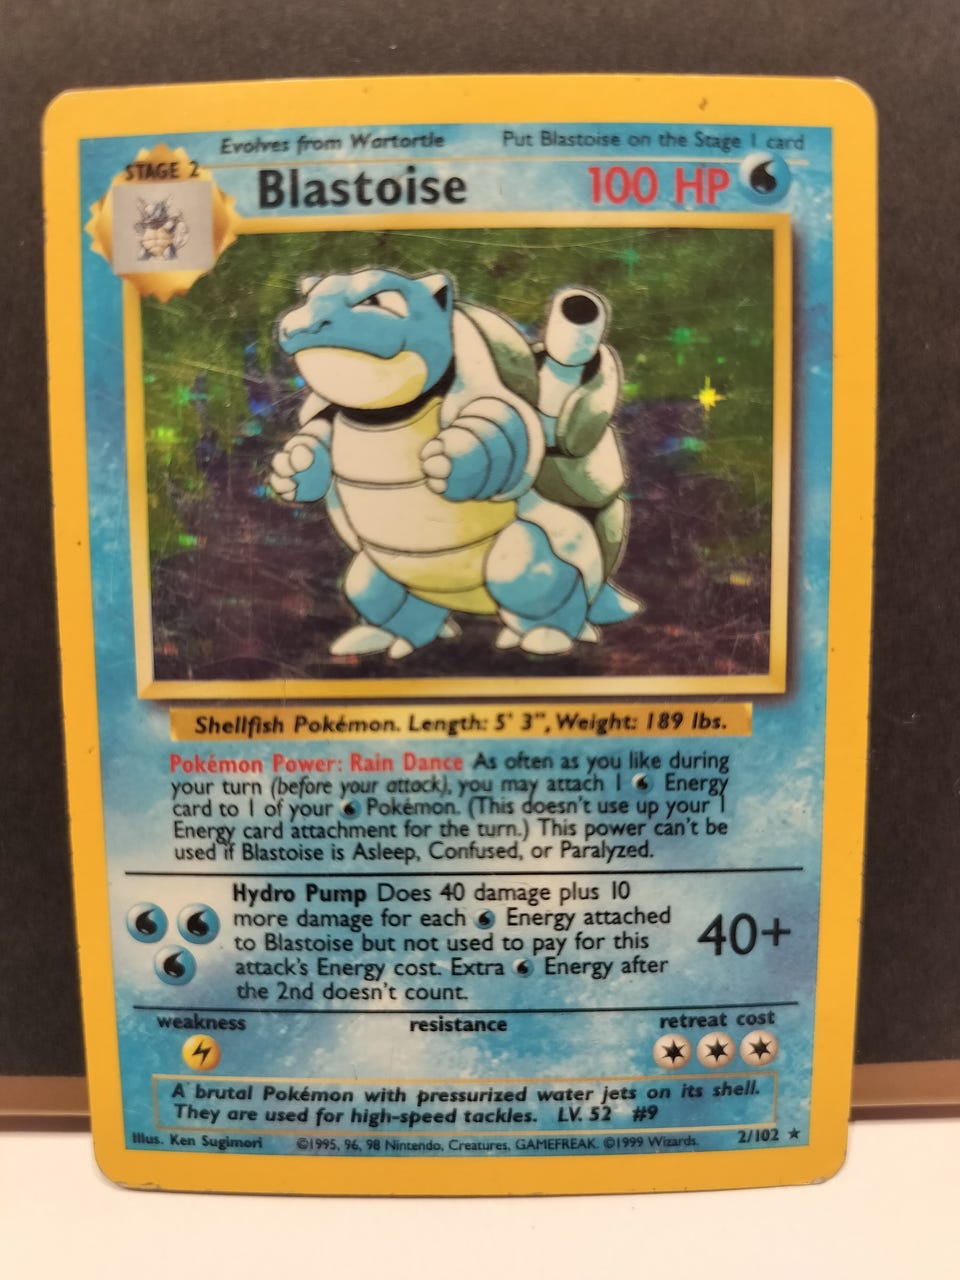 Evolves from Wartortle Put Blastoise on the Stage 1 card
STAGE 2
Blastoise 100 HP
Shellfish Pokémon. Length: 5' 3", Weight: 189 lbs.
Pokémon Power: Rain Dance As often as you like during
your turn (before your attack), you may attach 1 Energy
card to 1 of your Pokémon. (This doesn't use up your 1
Energy card attachment for the turn.) This power can't be
used if Blastoise is Asleep, Confused, or Paralyzed.
Hydro Pump Does 40 damage plus 10
more damage for each Energy attached
to Blastoise but not used to pay for this
attack's Energy cost. Extra Energy after
the 2nd doesn't count.
40+
weakness resistance retreat cost
A brutal Pokémon with pressurized water jets on its shell.
They are used for high-speed tackles. LV. 52 #9
Illus. Ken Sugimori ©1995, 96, 98 Nintendo, Creatures, GAMEFREAK. ©1999 Wizards. 2/102 ★